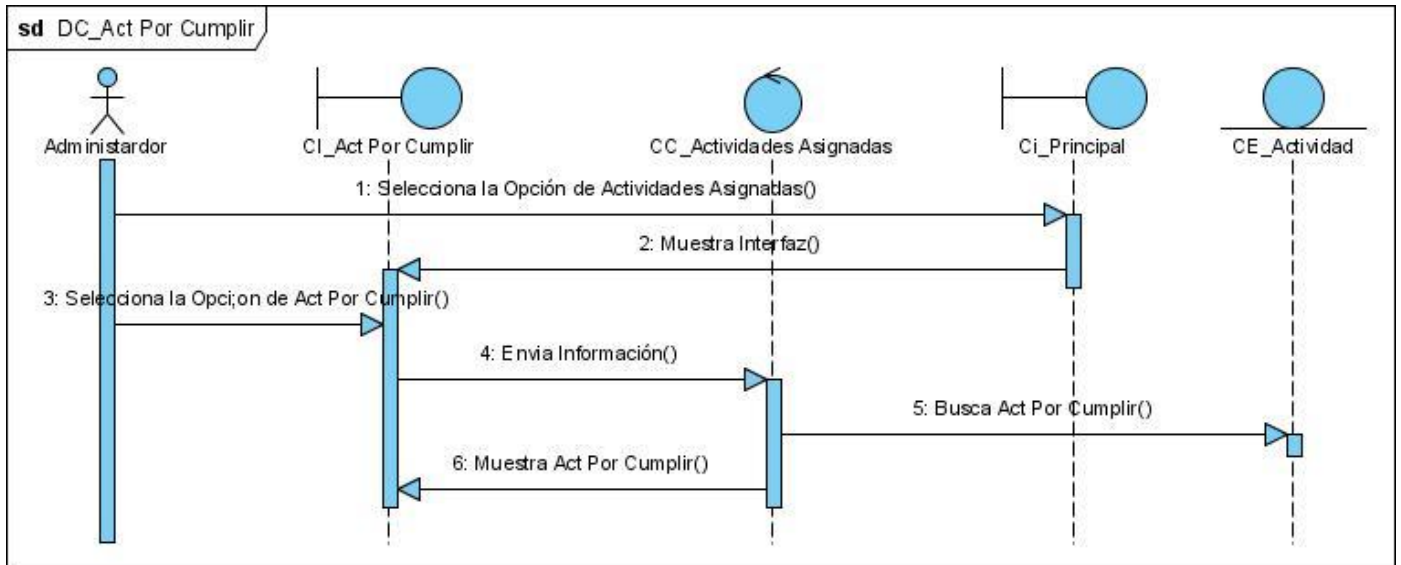 sd DC_Act Por Cumplir
Administardor
CI_Act Por Cumplir
CC_Actividades Asignadas
Ci_Principal
CE_Actividad
1: Selecciona la Opción de Actividades Asignadas()
2: Muestra Interfaz()
3: Selecciona la Opci;on de Act Por Cumplir()
4: Envia Información()
5: Busca Act Por Cumplir()
6: Muestra Act Por Cumplir()